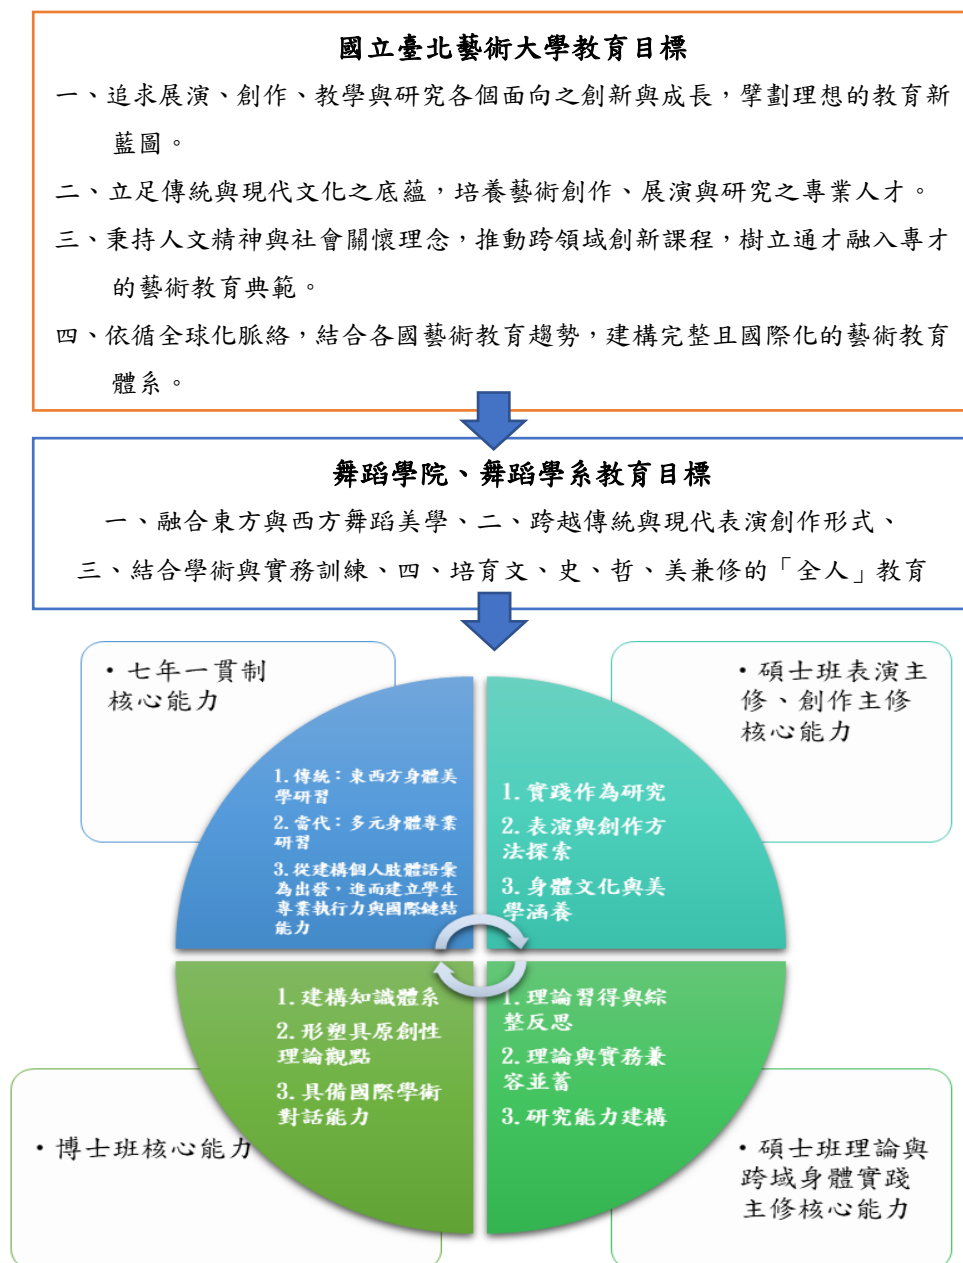 國立臺北藝術大學教育目標
一、追求展演、創作、教學與研究各個面向之創新與成長，擘劃理想的教育新
藍圖。
二、立足傳統與現代文化之底蘊，培養藝術創作、展演與研究之專業人才。
三、秉持人文精神與社會關懷理念，推動跨領域創新課程，樹立通才融入專才
的藝術教育典範。
四、依循全球化脈絡，結合各國藝術教育趨勢，建構完整且國際化的藝術教育
體系。
舞蹈學院、舞蹈學系教育目標
一、融合東方與西方舞蹈美學、二、跨越傳統與現代表演創作形式、
三、結合學術與實務訓練、四、培育文、史、哲、美兼修的「全人」教育
・七年一貫制
核心能力
1.傳統：東西方身體美
學研習
2.當代：多元身體專業
研習
3.從建構個人肢體語彙
為出發，進而建立學生
專業執行力與國際鏈結
能力
・碩士班表演主
修、創作主修
核心能力
1.實踐作為研究
2.表演與創作方
法探索
3.身體文化與美
學涵養
・博士班核心能力
1.建構知識體系
2.形塑具原創性
理論觀點
3.具備國際學術
對話能力
1.理論習得與綜
整反思
2.理論與實務兼
容並蓄
3.研究能力建構
・碩士班理論與
跨域身體實踐
主修核心能力